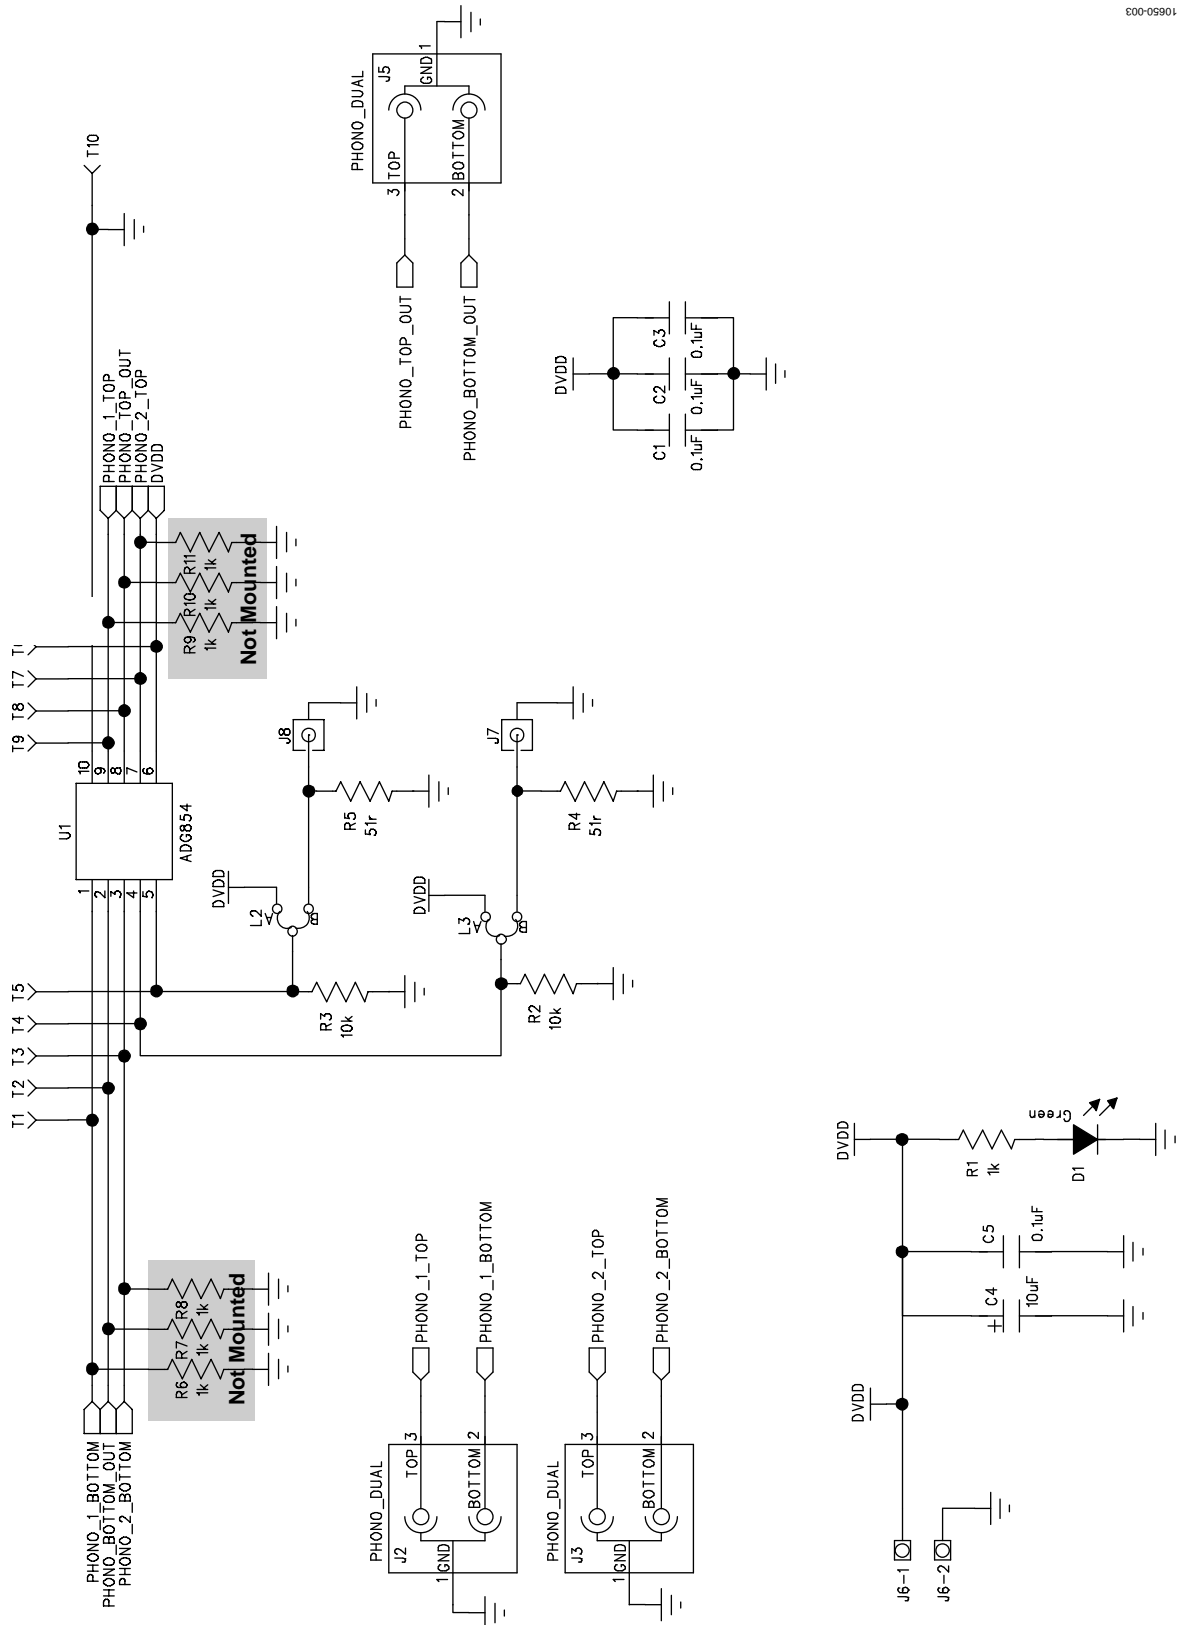 10650-003
T10
PHONO_DUAL
J5
GND
1
3
TOP
2
BOTTOM
PHONO_TOP_OUT
PHONO_BOTTOM_OUT
PHONO_1_TOP
PHONO_TOP_OUT
PHONO_2_TOP
DVDD
R9
1k
R10
1k
R11
1k
Not Mounted
T7
T8
T9
10
9
8
7
6
U1
ADG854
1
2
3
4
5
T5
T4
T3
T2
T1
DVDD
C1
0.1uF
C2
0.1uF
C3
0.1uF
J8
R5
51r
DVDD
L2
A
B
R3
10k
J7
R4
51r
DVDD
L3
A
B
R2
10k
R6
1k
R7
1k
R8
1k
Not Mounted
PHONO_1_BOTTOM
PHONO_BOTTOM_OUT
PHONO_2_BOTTOM
PHONO_DUAL
J2
1
GND
TOP
3
BOTTOM
2
PHONO_1_TOP
PHONO_1_BOTTOM
PHONO_DUAL
J3
1
GND
TOP
3
BOTTOM
2
PHONO_2_TOP
PHONO_2_BOTTOM
J6-1
J6-2
DVDD
C4
10uF
+
C5
0.1uF
DVDD
R1
1k
D1
Green